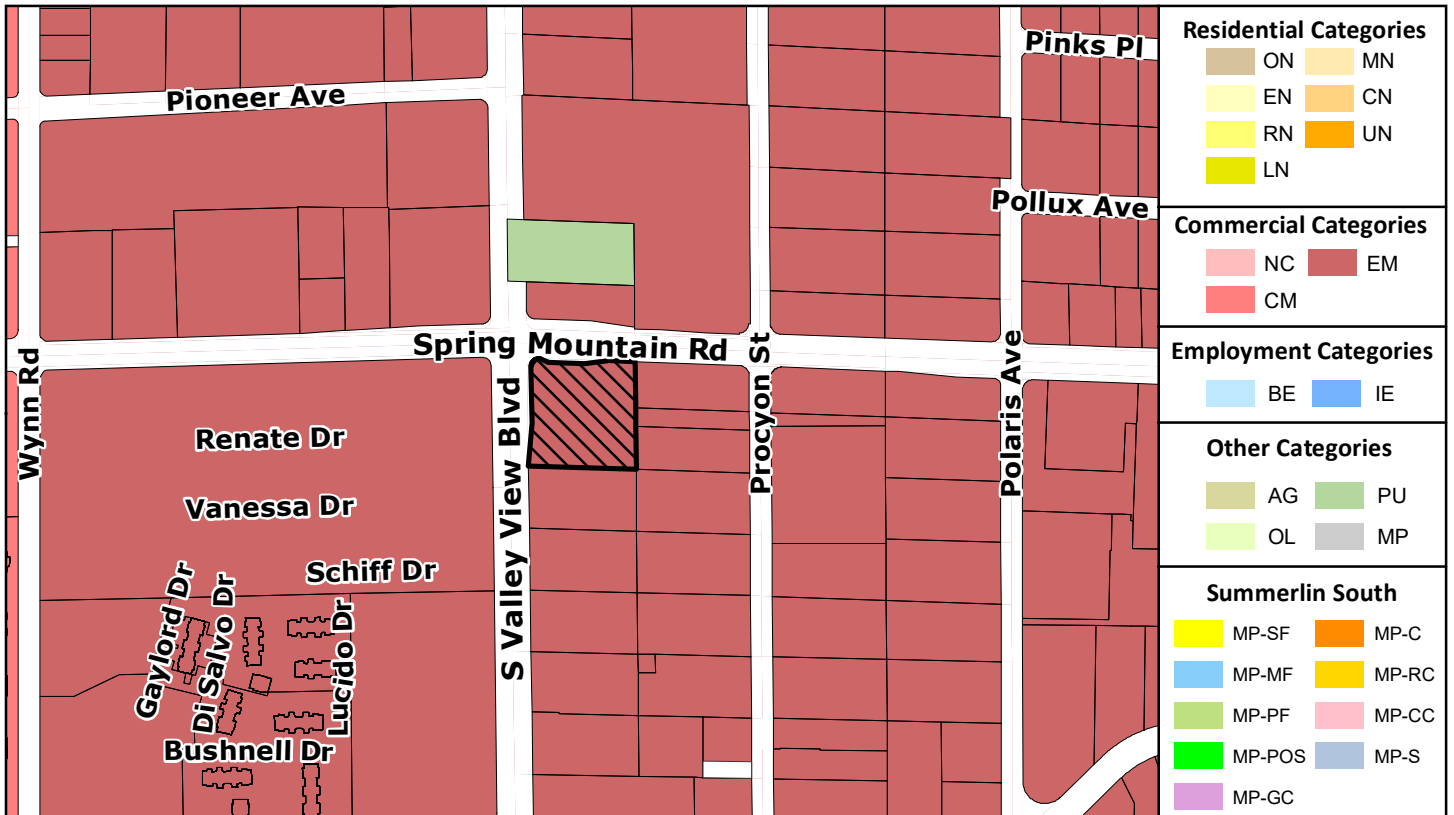 Pinks Pl
Pioneer Ave
Pollux Ave
Spring Mountain Rd
Wynn Rd
S Valley View Blvd
Procyon St
Polaris Ave
Renate Dr
Vanessa Dr
Schiff Dr
Gaylord Dr
Di Salvo Dr
Lucido Dr
Bushnell Dr
Residential Categories
ON MN
EN CN
RN UN
LN
Commercial Categories
NC EM
CM
Employment Categories
BE IE
Other Categories
AG PU
OL MP
Summerlin South
MP-SF MP-C
MP-MF MP-RC
MP-PF MP-CC
MP-POS MP-S
MP-GC